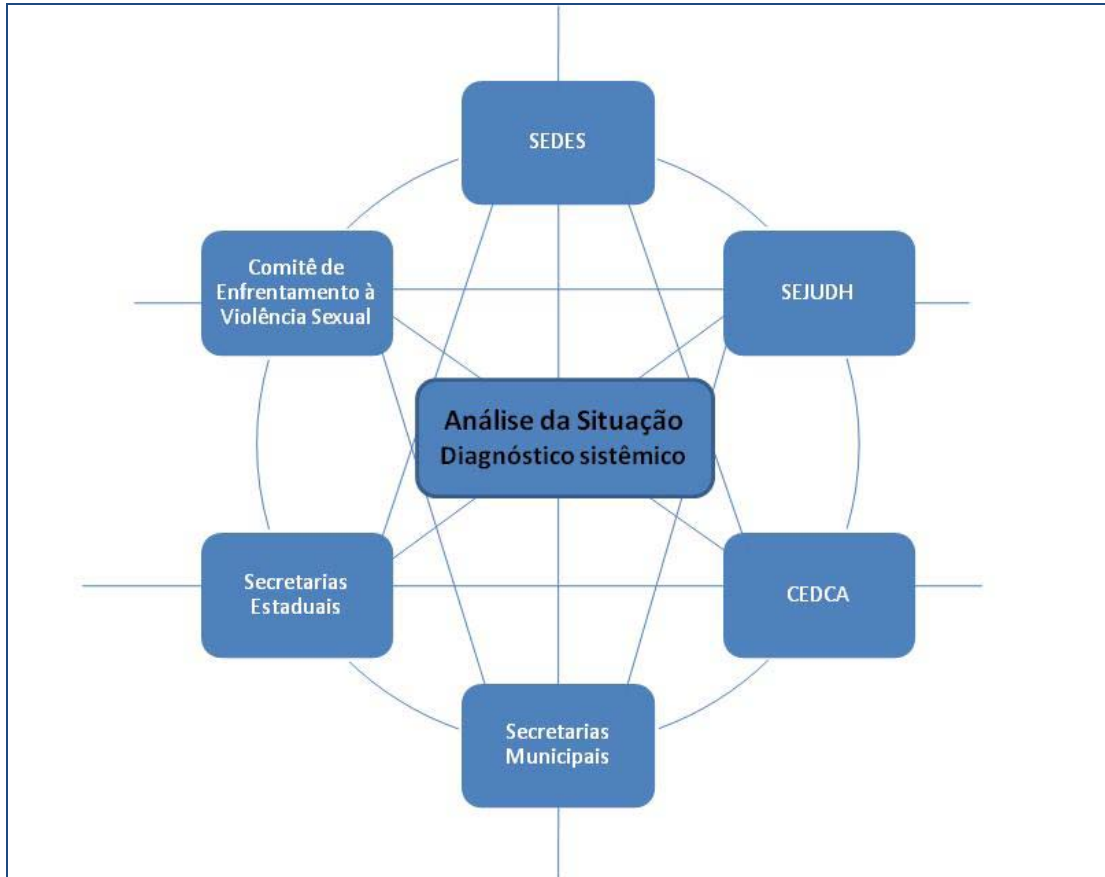 SEDES
Comitê de
Enfrentamento à
Violência Sexual
SEJUDH
Análise da Situação
Diagnóstico sistêmico
Secretarias
Estaduais
CEDCA
Secretarias
Municipais